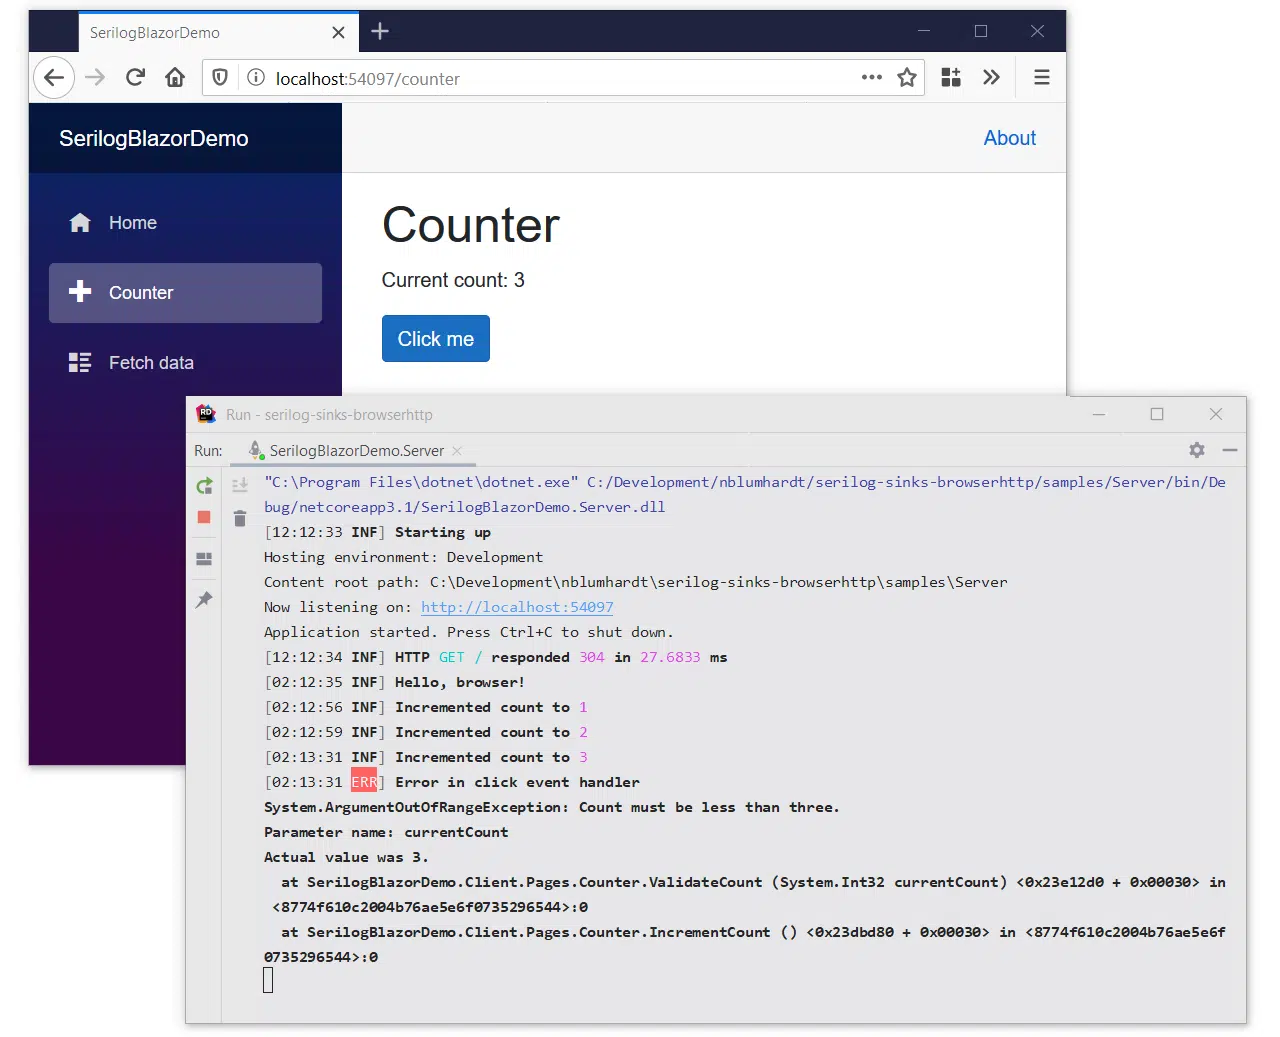 SerilogBlazorDemo
localhost:54097/counter
SerilogBlazorDemo
About
Home
Counter
Fetch data
Counter
Current count: 3
Click me
RD
Run - serilog-sinks-browserhttp
Run:
SerilogBlazorDemo.Server
"C:\Program Files\dotnet\dotnet.exe" C:/Development/nblumhardt/serilog-sinks-browserhttp/samples/Server/bin/De
bug/netcoreapp3.1/SerilogBlazorDemo.Server.dll
[12:12:33 INF] Starting up
Hosting environment: Development
Content root path: C:\Development\nblumhardt\serilog-sinks-browserhttp\samples\Server
Now listening on: http://localhost:54097
Application started. Press Ctrl+C to shut down.
[12:12:34 INF] HTTP GET / responded 304 in 27.6833 ms
[02:12:35 INF] Hello, browser!
[02:12:56 INF] Incremented count to 1
[02:12:59 INF] Incremented count to 2
[02:13:31 INF] Incremented count to 3
[02:13:31 ERR] Error in click event handler
System.ArgumentOutOfRangeException: Count must be less than three.
Parameter name: currentCount
Actual value was 3.
at SerilogBlazorDemo.Client.Pages.Counter.ValidateCount (System.Int32 currentCount) <0x23e12d0 + 0x00030> in
<8774f610c2004b76ae5e6f0735296544>:0
at SerilogBlazorDemo.Client.Pages.Counter.IncrementCount () <0x23dbd80 + 0x00030> in <8774f610c2004b76ae5e6f
0735296544>:0